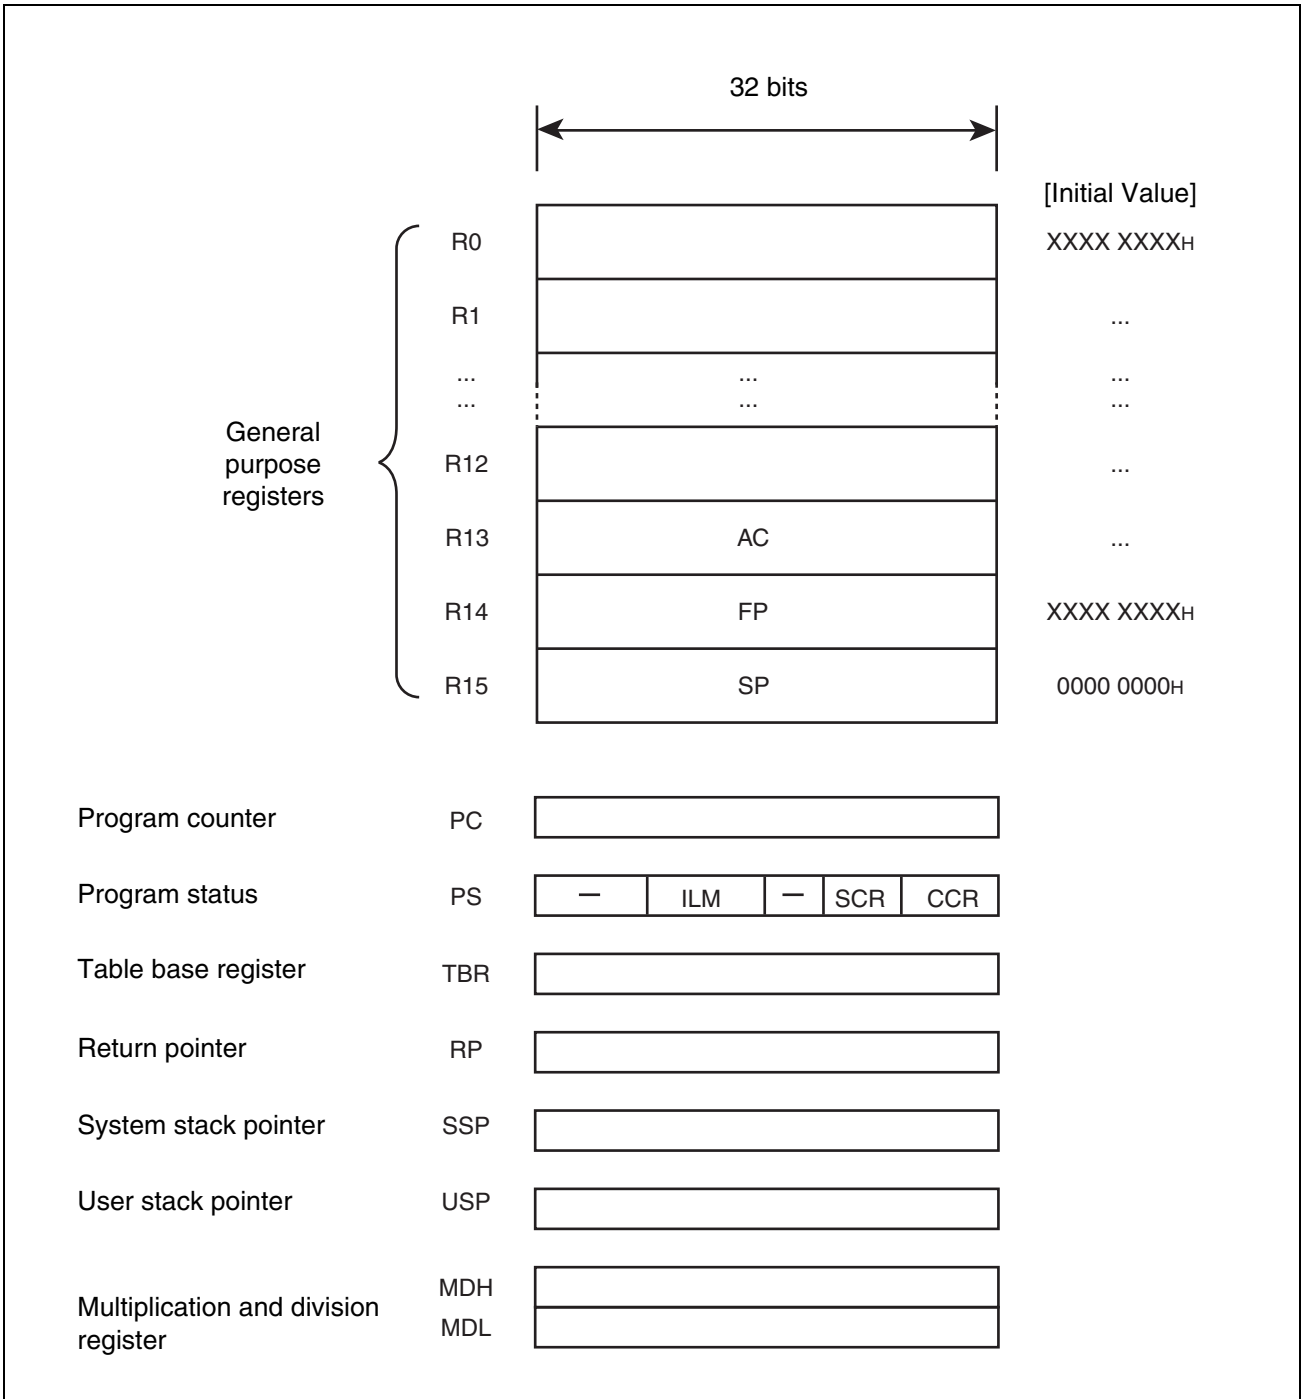 32 bits
[Initial Value]
R0 XXXX XXXXH
R1 ...
... ... ...
... ... ...
General
purpose
registers
R12 ...
R13 AC ...
R14 FP XXXX XXXXH
R15 SP 0000 0000H
Program counter PC
Program status PS — ILM — SCR CCR
Table base register TBR
Return pointer RP
System stack pointer SSP
User stack pointer USP
Multiplication and division
register
MDH
MDL